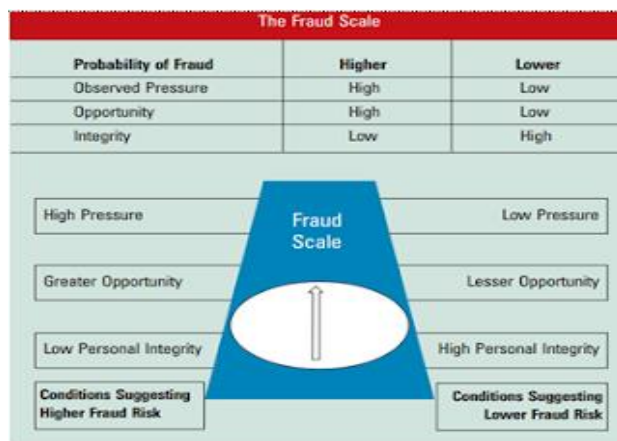 The Fraud Scale
Probability of Fraud Higher Lower
Observed Pressure High Low
Opportunity High Low
Integrity Low High
High Pressure
Fraud
Scale
Low Pressure
Greater Opportunity
Lesser Opportunity
Low Personal Integrity
High Personal Integrity
Conditions Suggesting
Higher Fraud Risk
Conditions Suggesting
Lower Fraud Risk